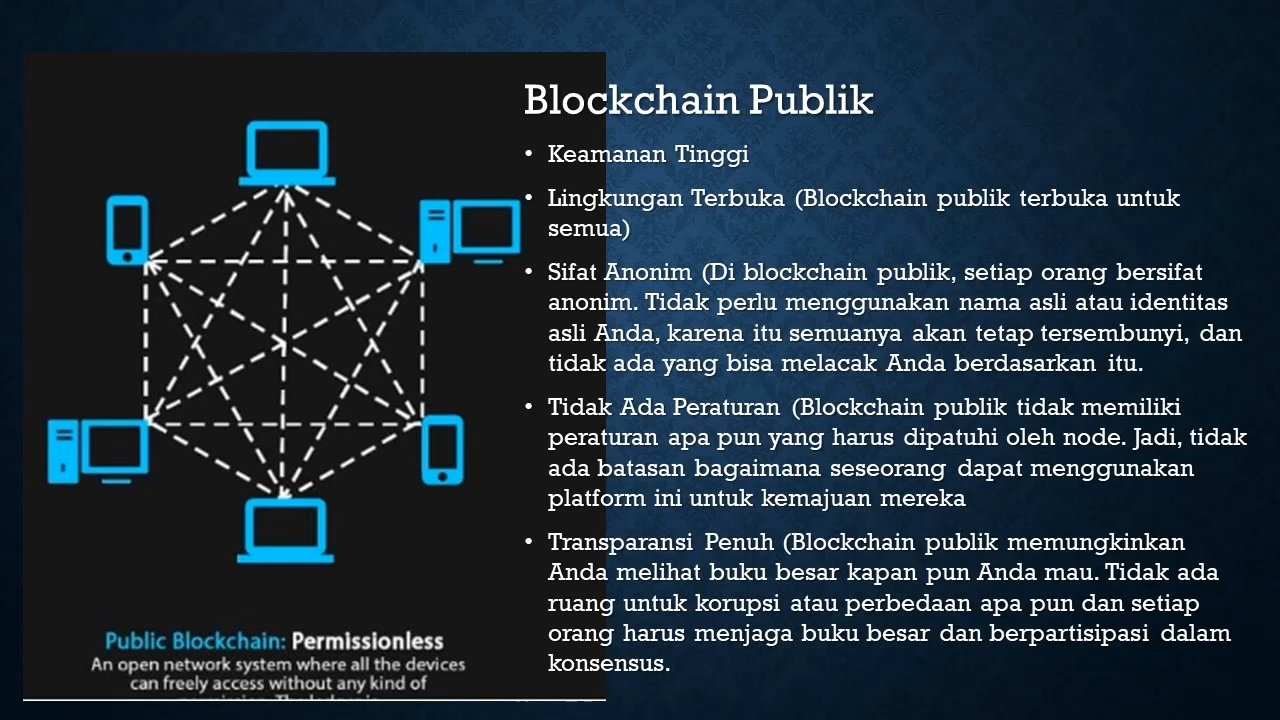 Blockchain Publik
• Keamanan Tinggi
• Lingkungan Terbuka (Blockchain publik terbuka untuk
semua)
• Sifat Anonim (Di blockchain publik, setiap orang bersifat
anonim. Tidak perlu menggunakan nama asli atau identitas
asli Anda, karena itu semuanya akan tetap tersembunyi, dan
tidak ada yang bisa melacak Anda berdasarkan itu.
• Tidak Ada Peraturan (Blockchain publik tidak memiliki
peraturan apa pun yang harus dipatuhi oleh node. Jadi, tidak
ada batasan bagaimana seseorang dapat menggunakan
platform ini untuk kemajuan mereka
• Transparansi Penuh (Blockchain publik memungkinkan
Anda melihat buku besar kapan pun Anda mau. Tidak ada
ruang untuk korupsi atau perbedaan apa pun dan setiap
orang harus menjaga buku besar dan berpartisipasi dalam
konsensus.
Public Blockchain: Permissionless
An open network system where all the devices
can freely access without any kind of